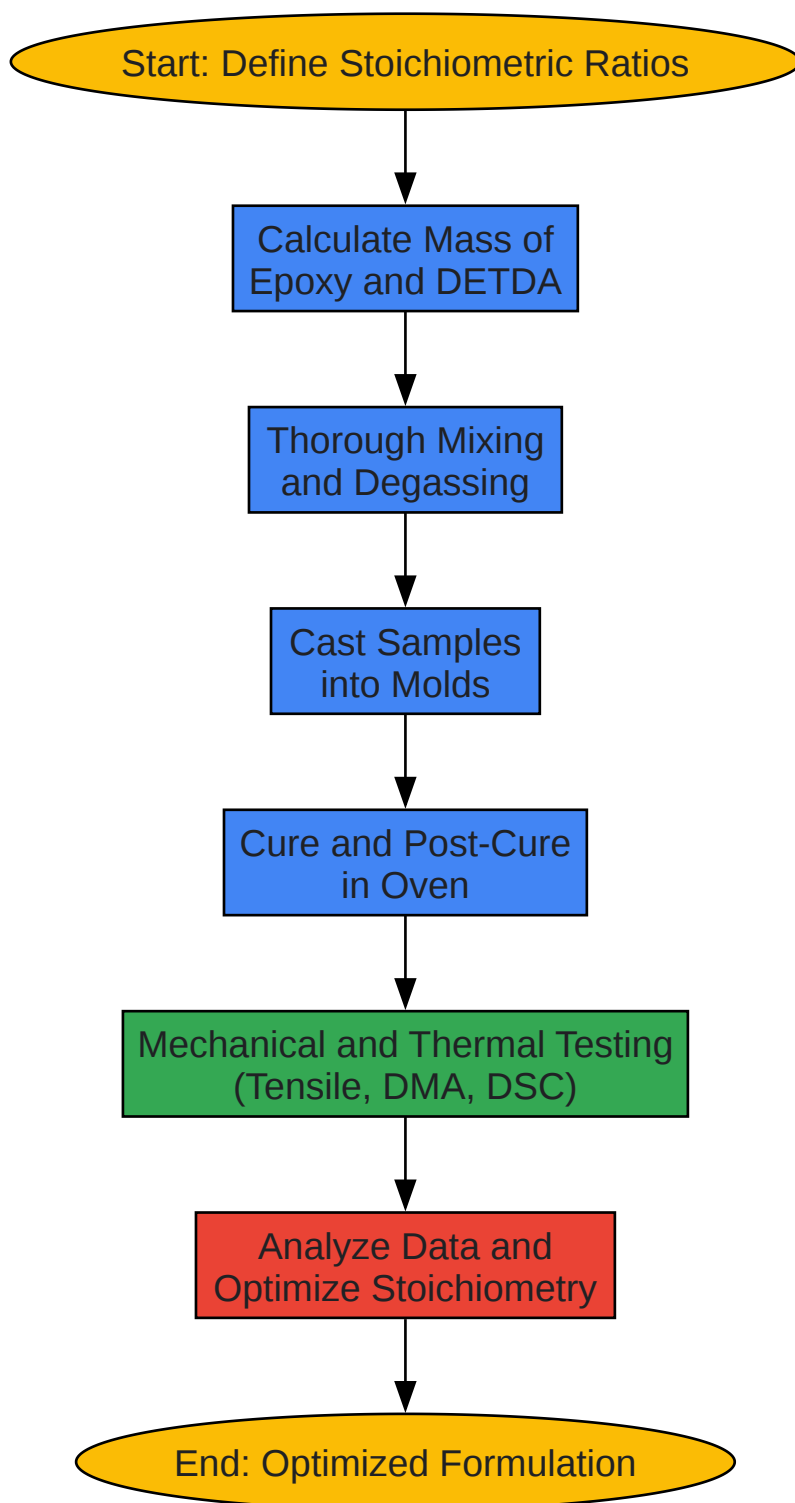 Start: Define Stoichiometric Ratios
Calculate Mass of
Epoxy and DETDA
Thorough Mixing
and Degassing
Cast Samples
into Molds
Cure and Post-Cure
in Oven
Mechanical and Thermal Testing
(Tensile, DMA, DSC)
Analyze Data and
Optimize Stoichiometry
End: Optimized Formulation